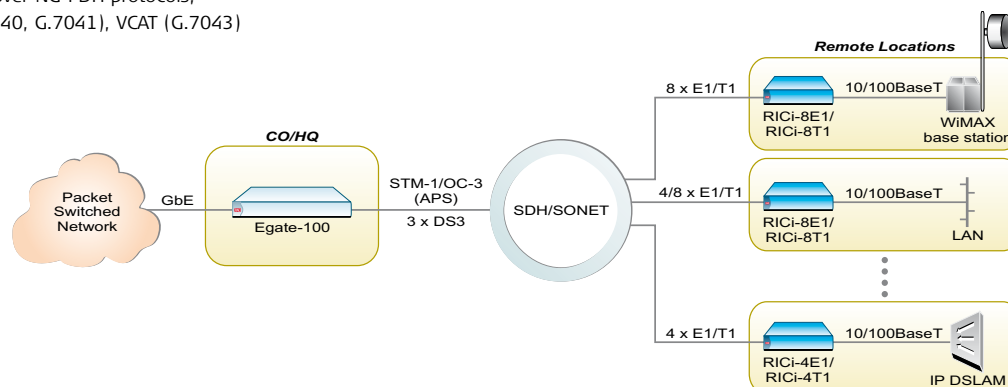 40, G.7041), VCAT (G.7043)
Remote Locations
8 x E1/T1
10/100BaseT
RICi-8E1/
RICi-8T1
WiMAX
base station
CO/HQ
Packet
Switched
Network
GbE
Egate-100
STM-1/OC-3
(APS)
3 x DS3
SDH/SONET
4/8 x E1/T1
10/100BaseT
RICi-8E1/
RICi-8T1
LAN
4 x E1/T1
10/100BaseT
RICi-4E1/
RICi-4T1
IP DSLAM